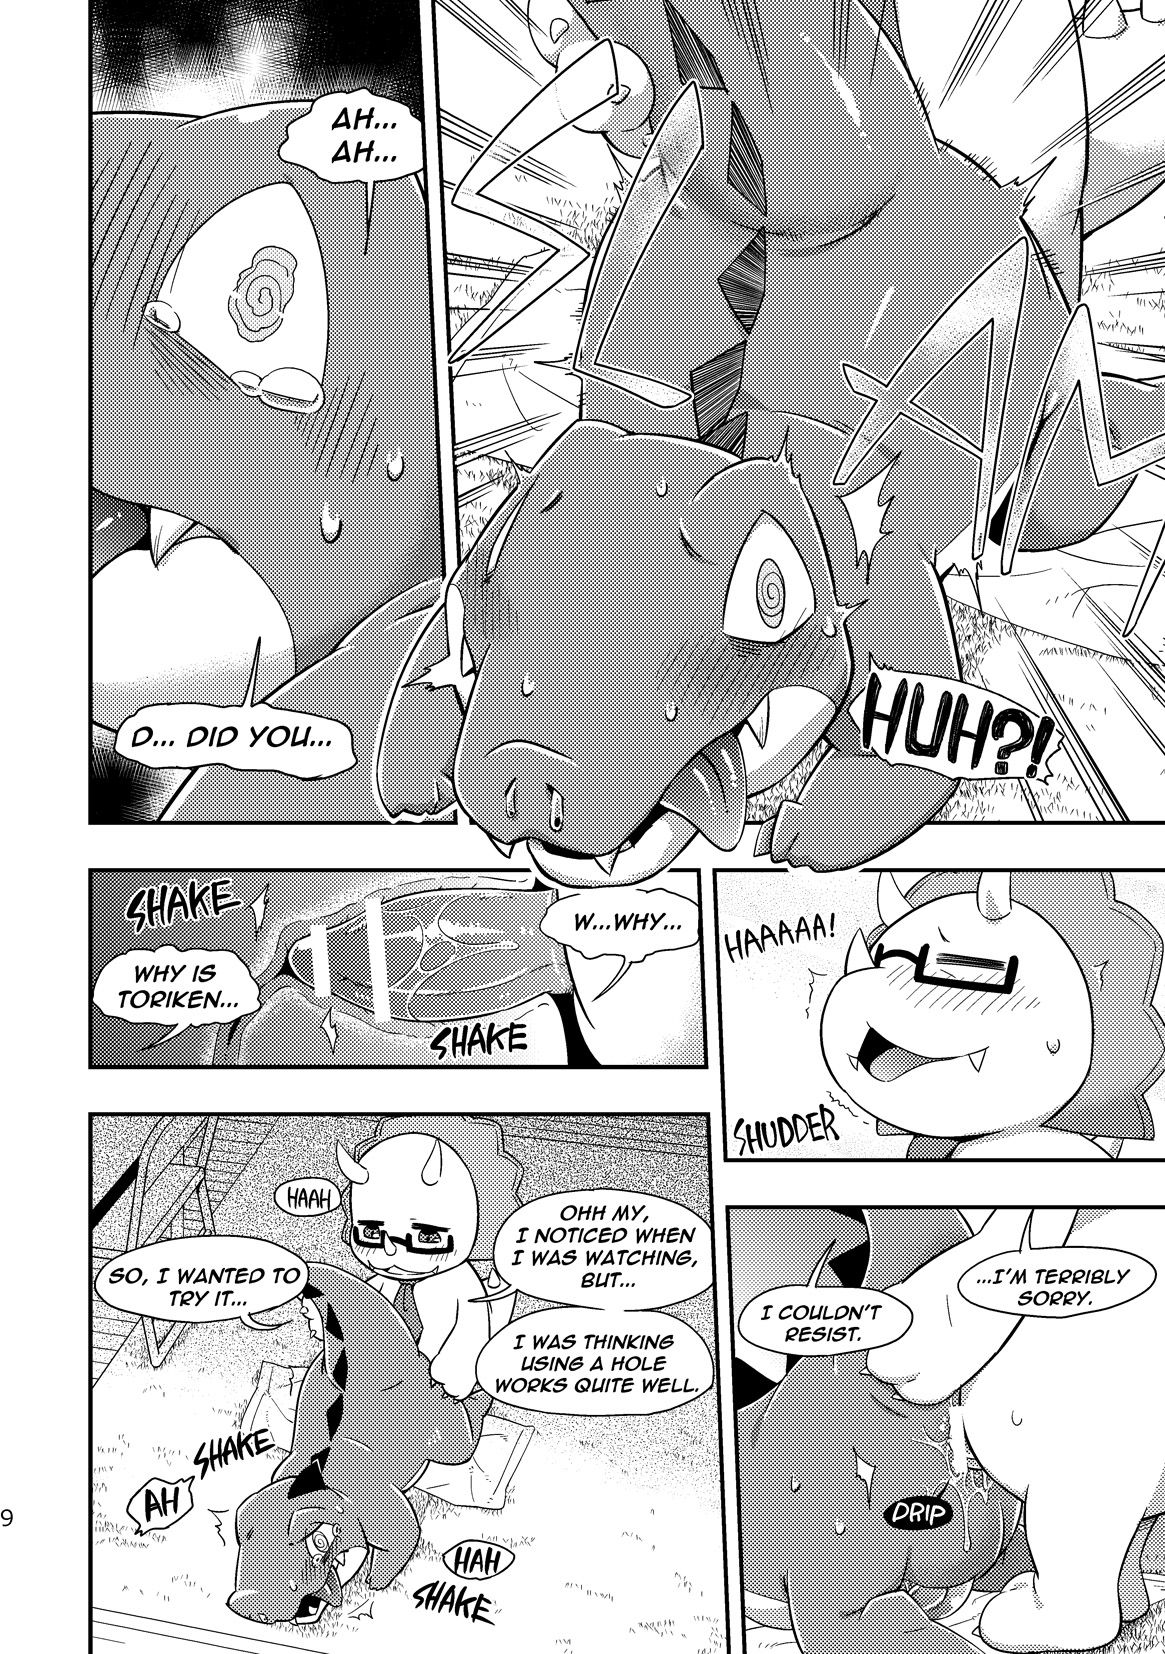 HUH?!
AH...
AH...
D... DID YOU...
HAAAAA!
SHUDDER
W...WHY...
SHAKE
WHY IS
TORIKEN...
SHAKE
...I'M TERRIBLY
SORRY.
I COULDN'T
RESIST.
DRIP
HAAH
OHH MY,
I NOTICED WHEN
I WAS WATCHING,
BUT...
I WAS THINKING
USING A HOLE
WORKS QUITE WELL.
SO, I WANTED TO
TRY IT...
SHAKE
AH
HAH
SHAKE
9